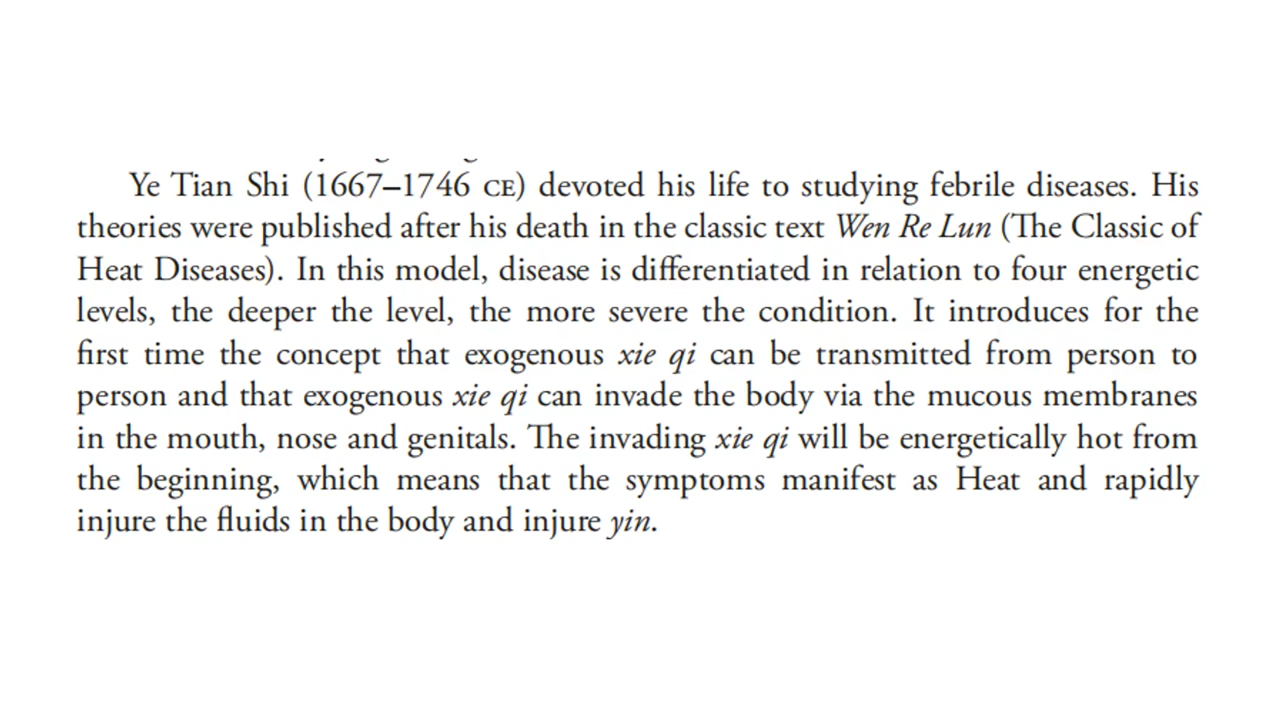 Ye Tian Shi (1667–1746 CE) devoted his life to studying febrile diseases. His
theories were published after his death in the classic text Wen Re Lun (The Classic of
Heat Diseases). In this model, disease is differentiated in relation to four energetic
levels, the deeper the level, the more severe the condition. It introduces for the
first time the concept that exogenous xie qi can be transmitted from person to
person and that exogenous xie qi can invade the body via the mucous membranes
in the mouth, nose and genitals. The invading xie qi will be energetically hot from
the beginning, which means that the symptoms manifest as Heat and rapidly
injure the fluids in the body and injure yin.